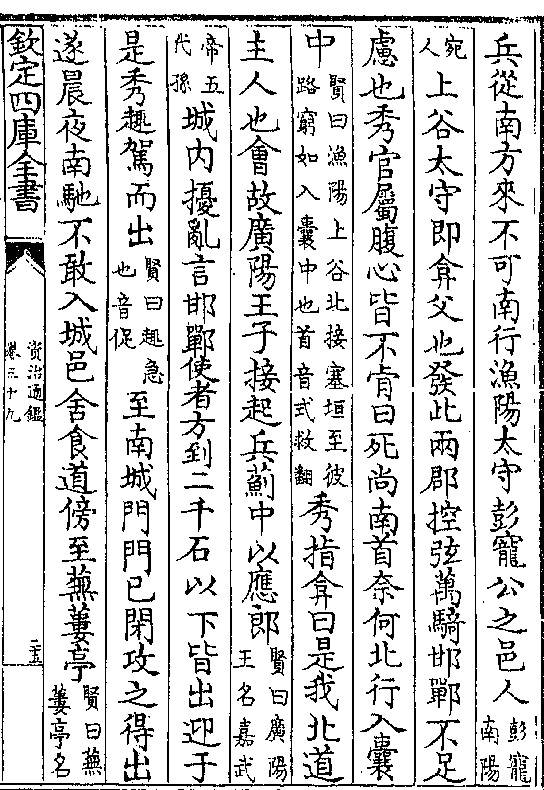 兵從南方來不可南行漁陽太守彭寵公之邑人彭寵南陽
宛人上谷太守即弇父也發此兩郡控弦萬騎邯鄲不足
慮也秀官屬腹心皆不肯曰死尚南首奈何北行入囊
中賢曰漁陽上谷北接塞垣至彼路窮如入囊中也首音式救翻秀指弇曰是我北道
主人也會故廣陽王子接起兵薊中以應郎賢曰廣陽王名嘉武
帝五代孫城内擾亂言邯鄲使者方到二千石以下皆出迎于
是秀趣駕而出賢曰趣急也音促至南城門門已閉攻之得出
遂晨夜南馳不敢入城邑舍食道傍至蕪蔞亭賢曰蕪蔞亭名
欽定四庫全書
資治通鑑
卷三十九
二十五